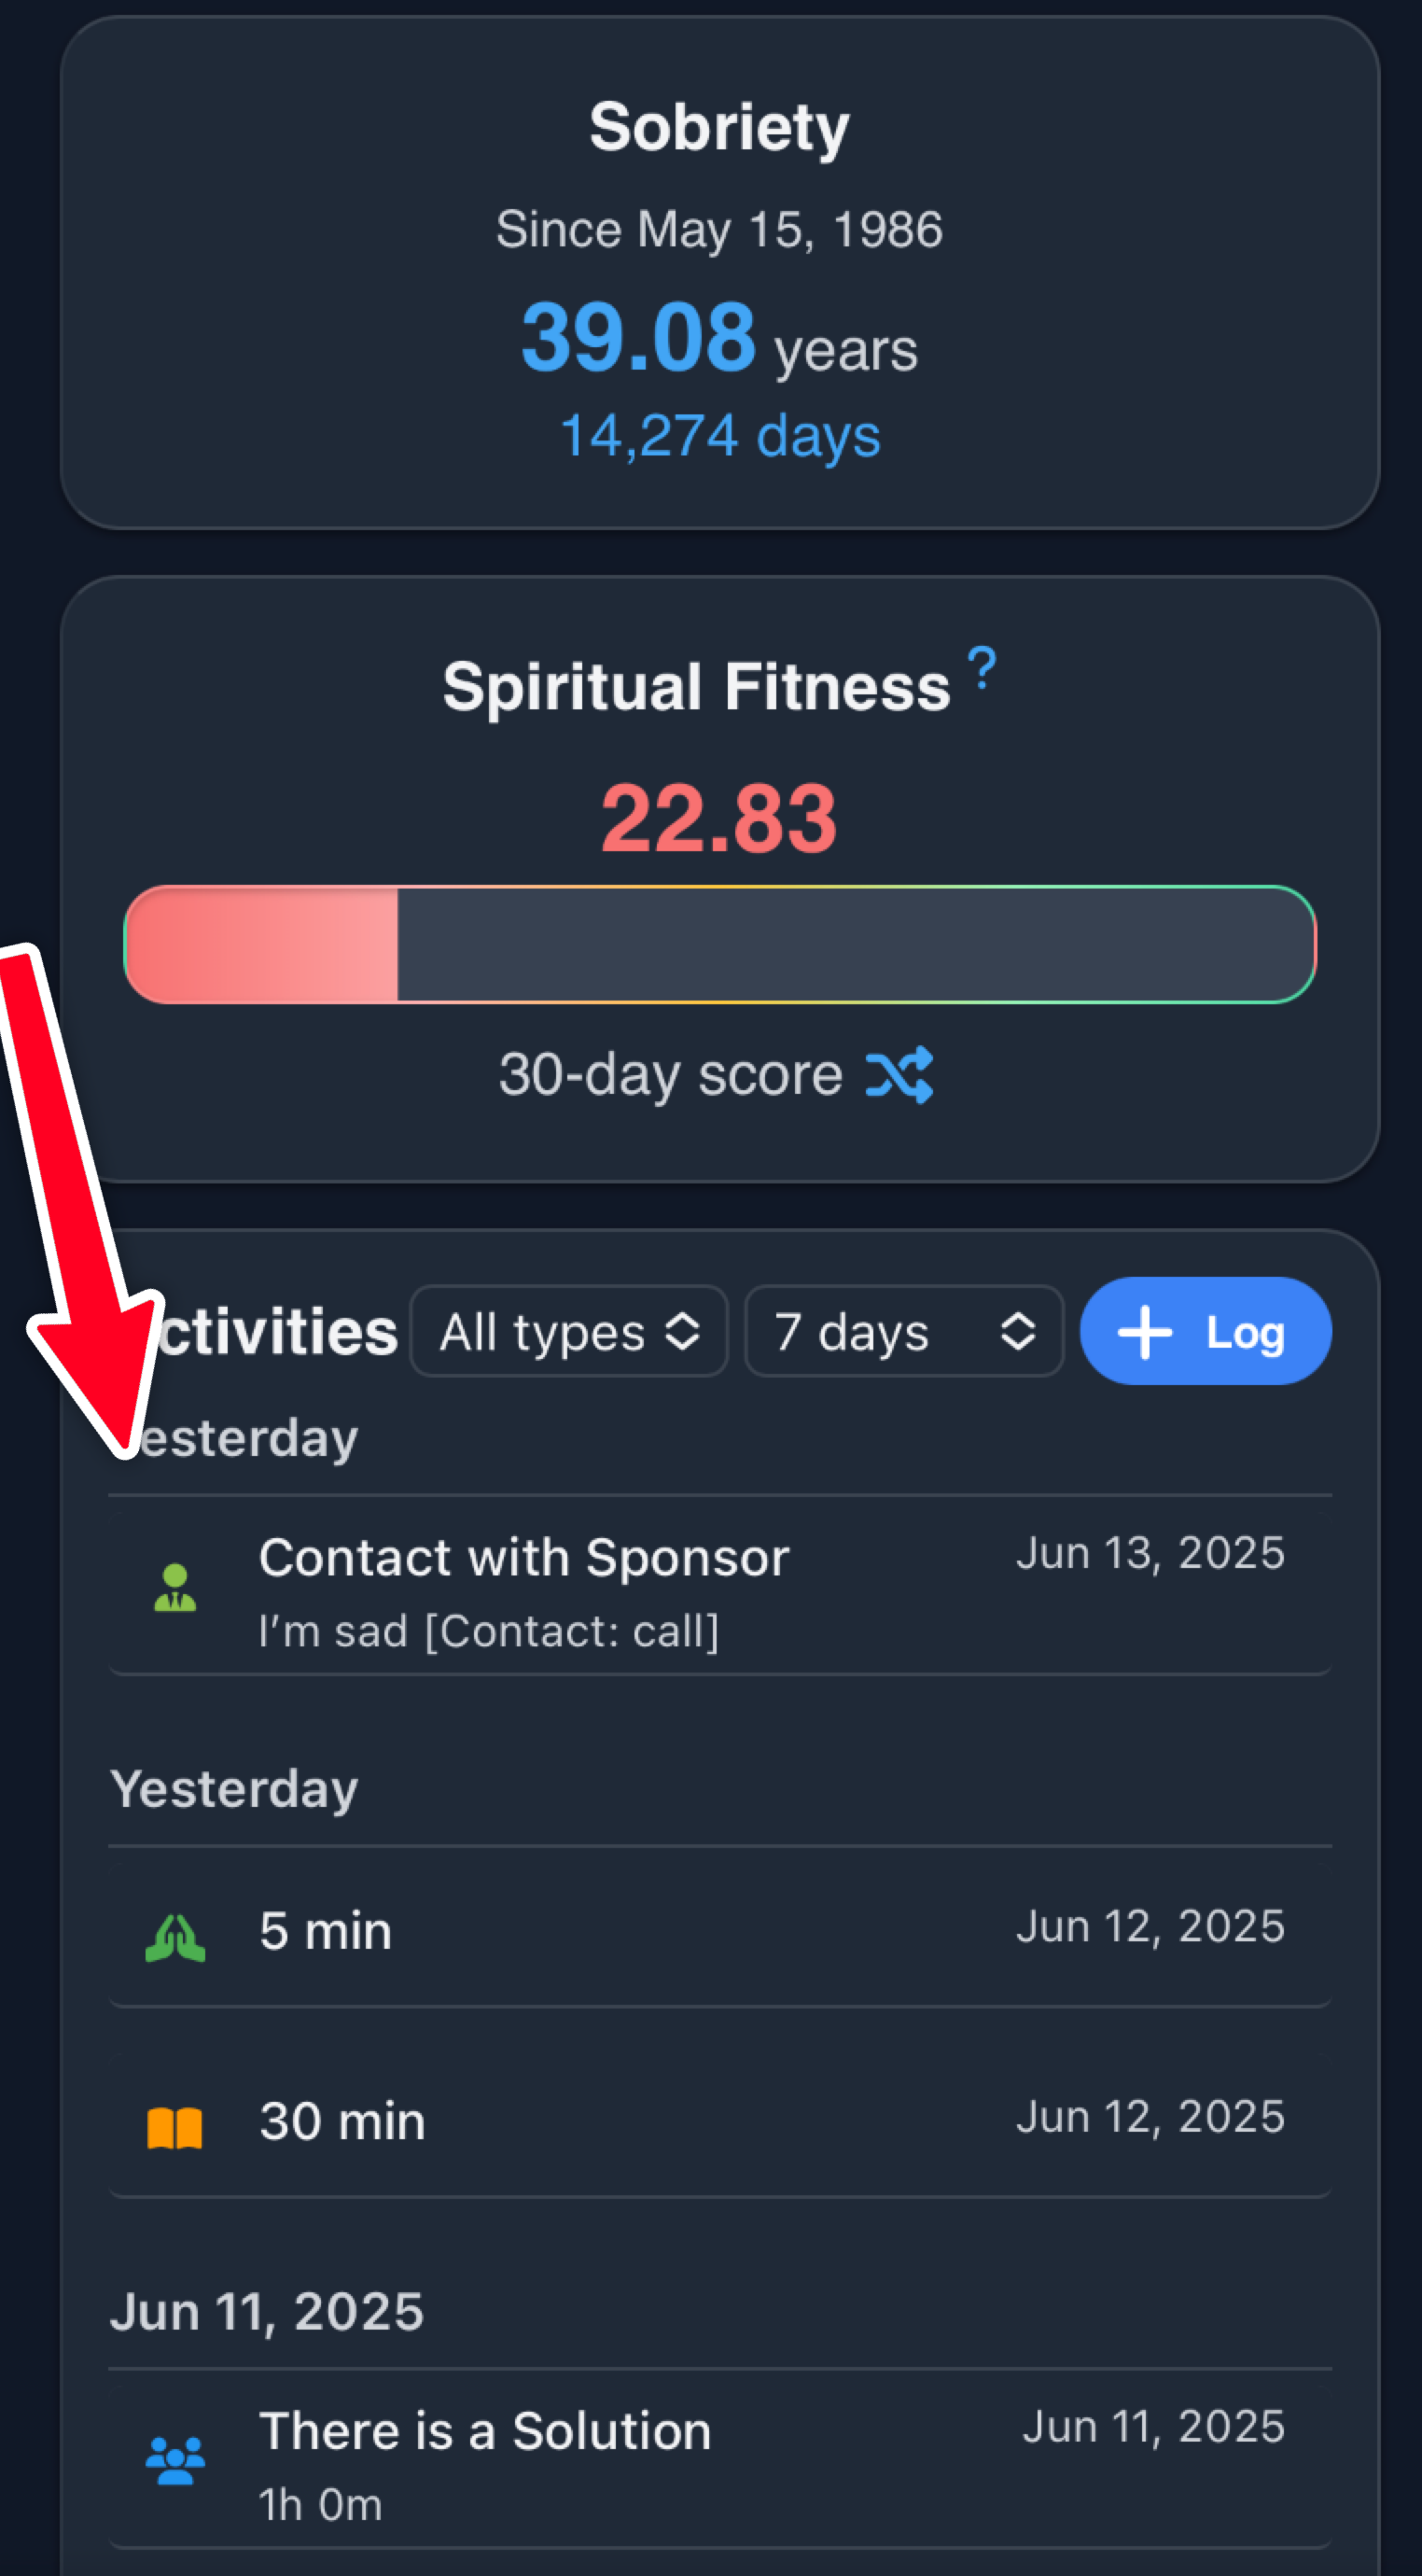 Sobriety
Since May 15, 1986
39.08 years
14,274 days
Spiritual Fitness ?
22.83
30-day score
ctivities All types 7 days + Log
esterday
Contact with Sponsor Jun 13, 2025
I’m sad [Contact: call]
Yesterday
5 min Jun 12, 2025
30 min Jun 12, 2025
Jun 11, 2025
There is a Solution Jun 11, 2025
1h 0m